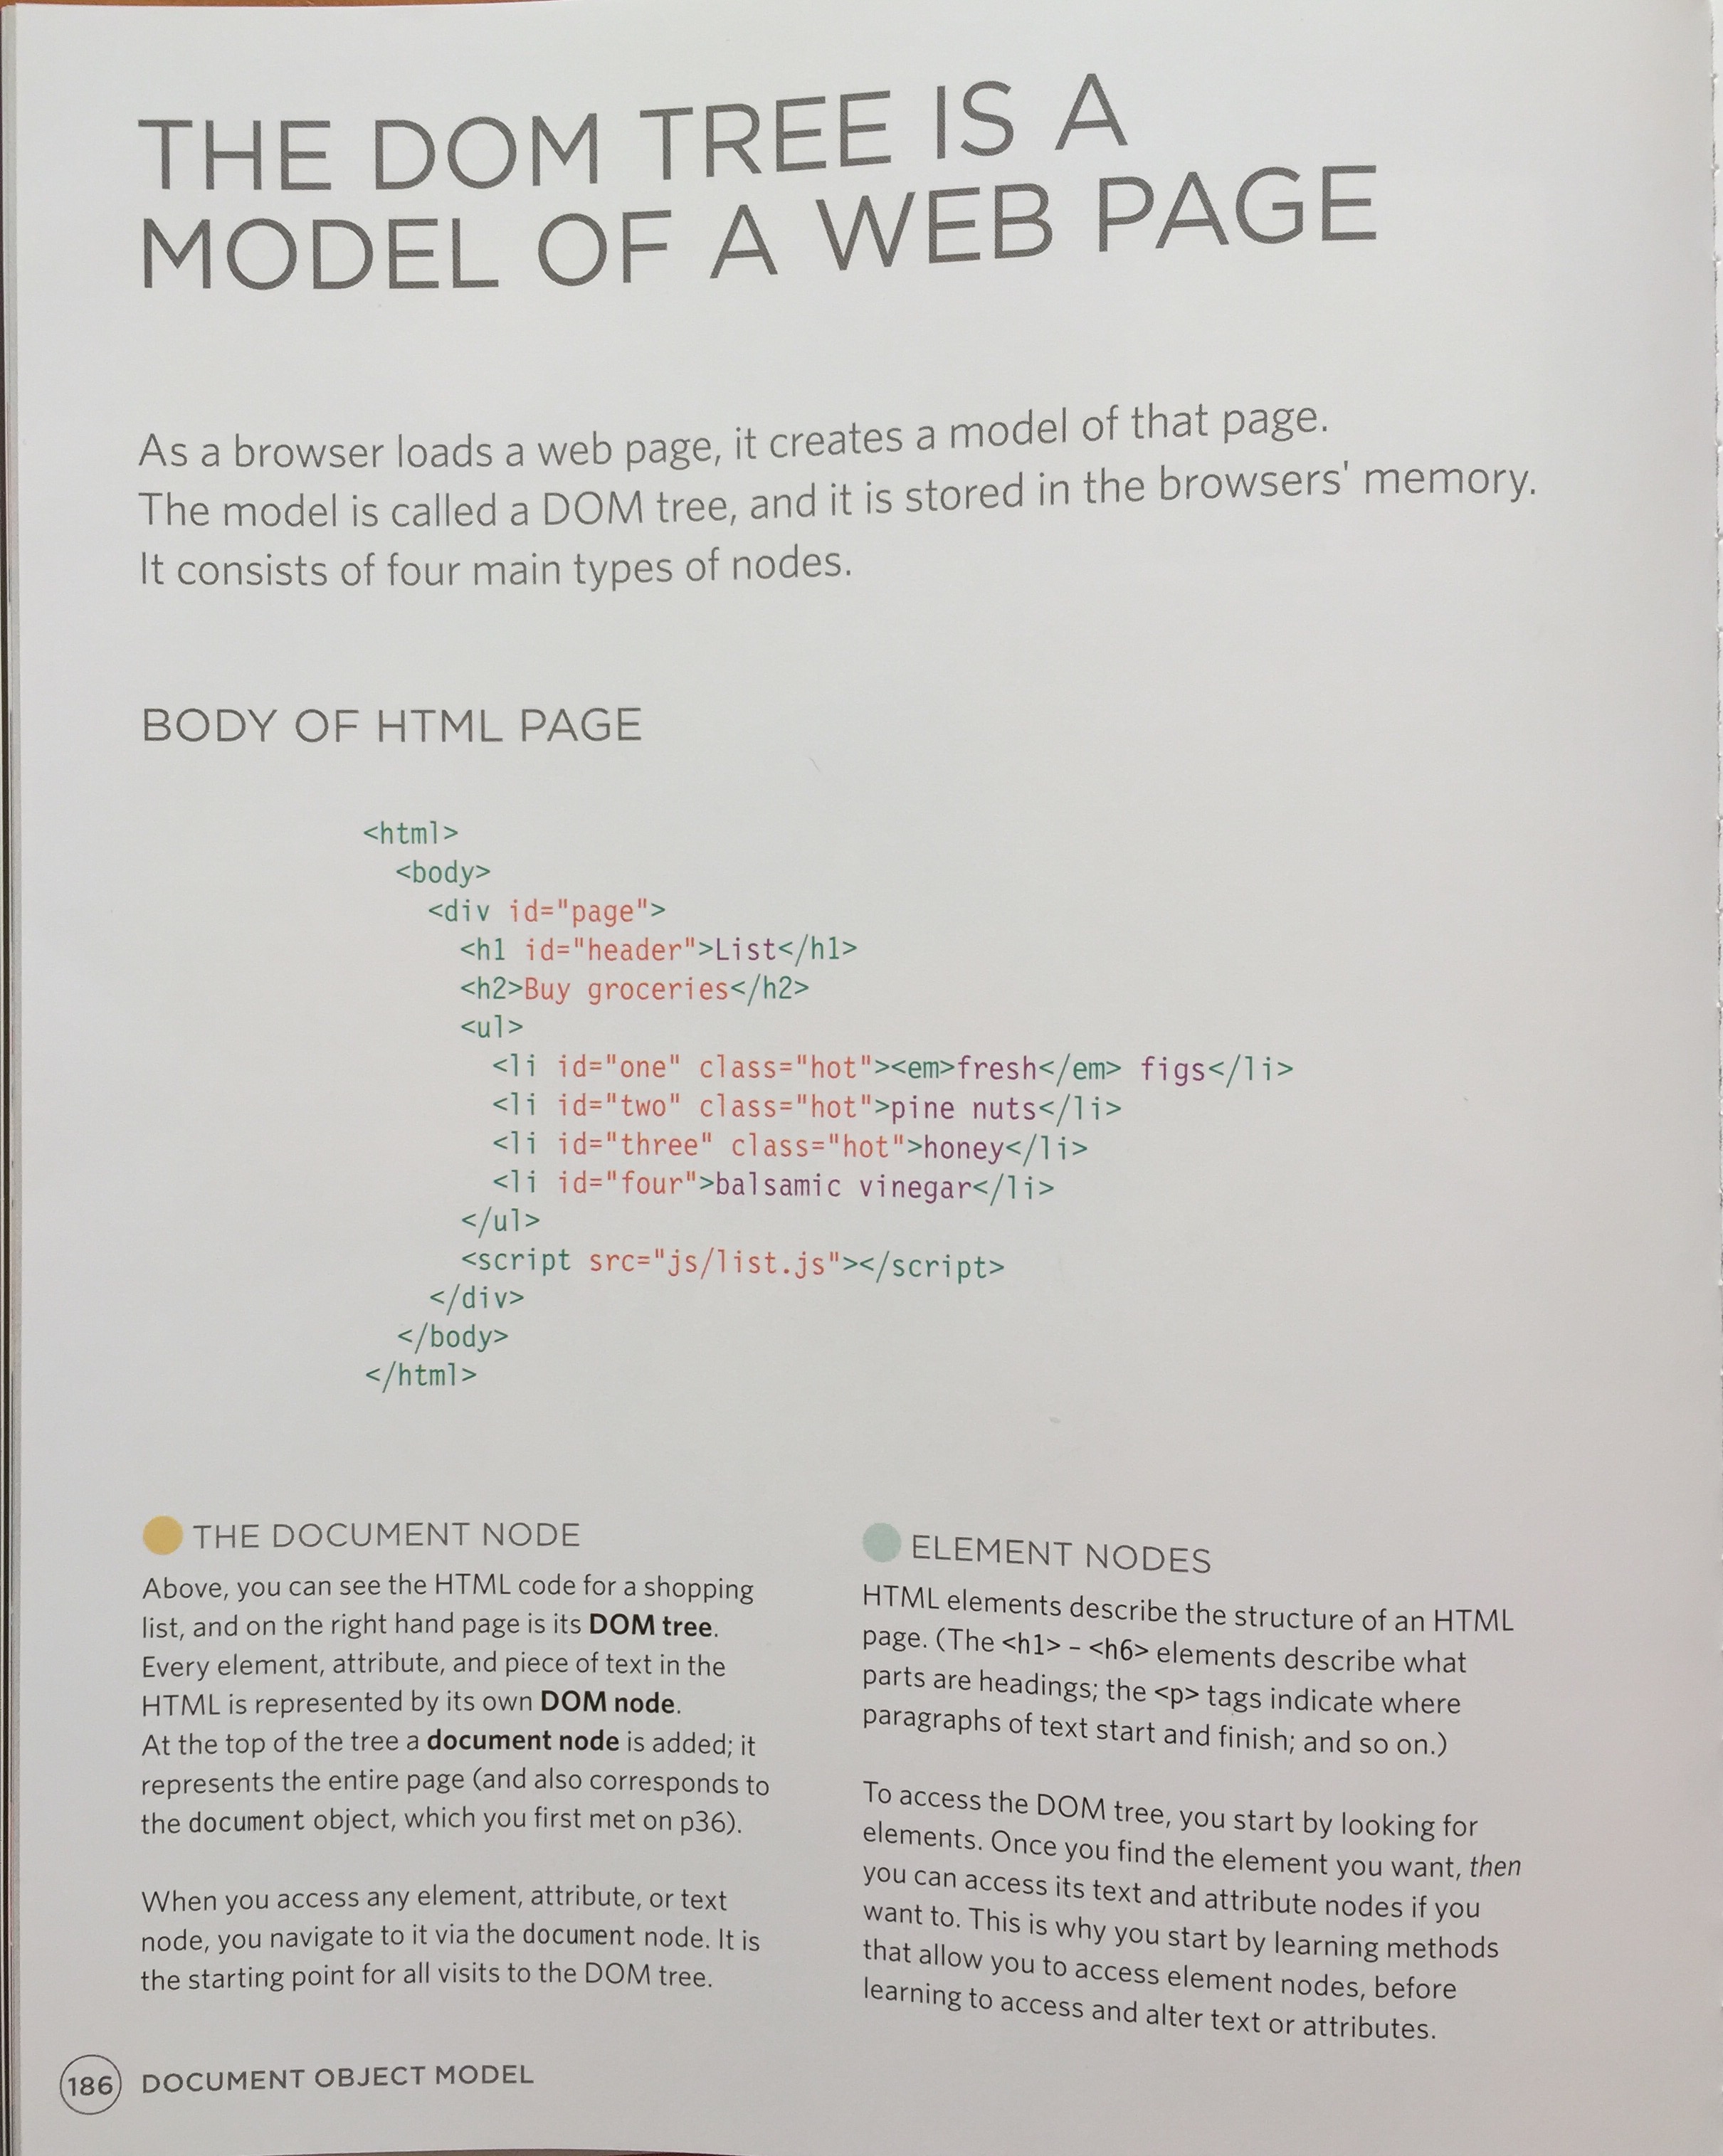 THE DOM TREE IS A
MODEL OF A WEB PAGE
As a browser loads a web page, it creates a model of that page.
The model is called a DOM tree, and it is stored in the browsers' memory.
It consists of four main types of nodes.
BODY OF HTML PAGE
<html>
<body>
<div id="page">
<h1 id="header">List</h1>
<h2>Buy groceries</h2>
<ul>
<li id="one" class="hot"><em>fresh</em> figs</li>
<li id="two" class="hot">pine nuts</li>
<li id="three" class="hot">honey</li>
<li id="four">balsamic vinegar</li>
</ul>
<script src="js/list.js"></script>
</div>
</body>
</html>
THE DOCUMENT NODE
Above, you can see the HTML code for a shopping
list, and on the right hand page is its DOM tree.
Every element, attribute, and piece of text in the
HTML is represented by its own DOM node.
At the top of the tree a document node is added; it
represents the entire page (and also corresponds to
the document object, which you first met on p36).
When you access any element, attribute, or text
node, you navigate to it via the document node. It is
the starting point for all visits to the DOM tree.
ELEMENT NODES
HTML elements describe the structure of an HTML
page. (The <h1> – <h6> elements describe what
parts are headings; the <p> tags indicate where
paragraphs of text start and finish; and so on.)
To access the DOM tree, you start by looking for
elements. Once you find the element you want, then
you can access its text and attribute nodes if you
want to. This is why you start by learning methods
that allow you to access element nodes, before
learning to access and alter text or attributes.
186 DOCUMENT OBJECT MODEL